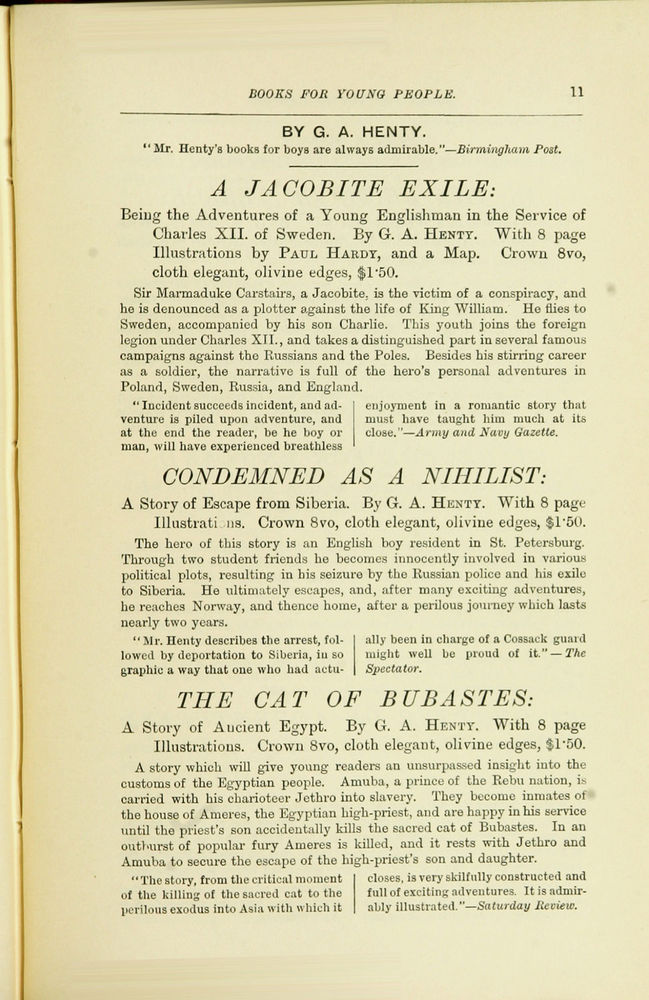 BOOKS FOR YOUNG PEOPLE. 11
BY G. A. HENTY.
"Mr. Henty's books for boys are always admirable."—Birmingham Post.
A JACOBITE EXILE:
Being the Adventures of a Young Englishman in the Service of
Charles XII. of Sweden. By G. A. HENTY. With 8 page
Illustrations by PAUL HARDY, and a Map. Crown 8vo,
cloth elegant, olivine edges, $1·50.
Sir Marmaduke Carstairs, a Jacobite, is the victim of a conspiracy, and
he is denounced as a plotter against the life of King William. He flies to
Sweden, accompanied by his son Charlie. This youth joins the foreign
legion under Charles XII., and takes a distinguished part in several famous
campaigns against the Russians and the Poles. Besides his stirring career
as a soldier, the narrative is full of the hero's personal adventures in
Poland, Sweden, Russia, and England.
"Incident succeeds incident, and ad-
venture is piled upon adventure, and
at the end the reader, be he boy or
man, will have experienced breathless
enjoyment in a romantic story that
must have taught him much at its
close."—Army and Navy Gazette.
CONDEMNED AS A NIHILIST:
A Story of Escape from Siberia. By G. A. HENTY. With 8 page
Illustrati ns. Crown 8vo, cloth elegant, olivine edges, $1·50.
The hero of this story is an English boy resident in St. Petersburg.
Through two student friends he becomes innocently involved in various
political plots, resulting in his seizure by the Russian police and his exile
to Siberia. He ultimately escapes, and, after many exciting adventures,
he reaches Norway, and thence home, after a perilous journey which lasts
nearly two years.
"Mr. Henty describes the arrest, fol-
lowed by deportation to Siberia, in so
graphic a way that one who had actu-
ally been in charge of a Cossack guard
might well be proud of it."—The
Spectator.
THE CAT OF BUBASTES:
A Story of Ancient Egypt. By G. A. HENTY. With 8 page
Illustrations. Crown 8vo, cloth elegant, olivine edges, $1·50.
A story which will give young readers an unsurpassed insight into the
customs of the Egyptian people. Amuba, a prince of the Rebu nation, is
carried with his charioteer Jethro into slavery. They become inmates of
the house of Ameres, the Egyptian high-priest, and are happy in his service
until the priest's son accidentally kills the sacred cat of Bubastes. In an
outburst of popular fury Ameres is killed, and it rests with Jethro and
Amuba to secure the escape of the high-priest's son and daughter.
"The story, from the critical moment
of the killing of the sacred cat to the
perilous exodus into Asia with which it
closes, is very skilfully constructed and
full of exciting adventures. It is admir-
ably illustrated."—Saturday Review.